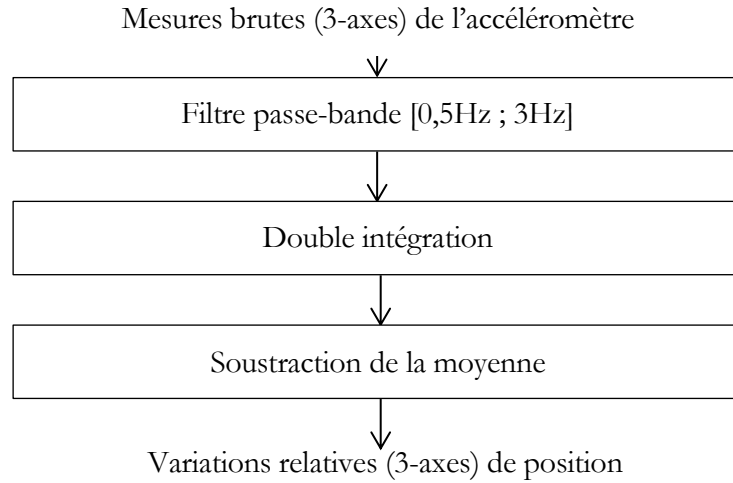 Mesures brutes (3-axes) de l’accéléromètre
Filtre passe-bande [0,5Hz ; 3Hz]
Double intégration
Soustraction de la moyenne
Variations relatives (3-axes) de position